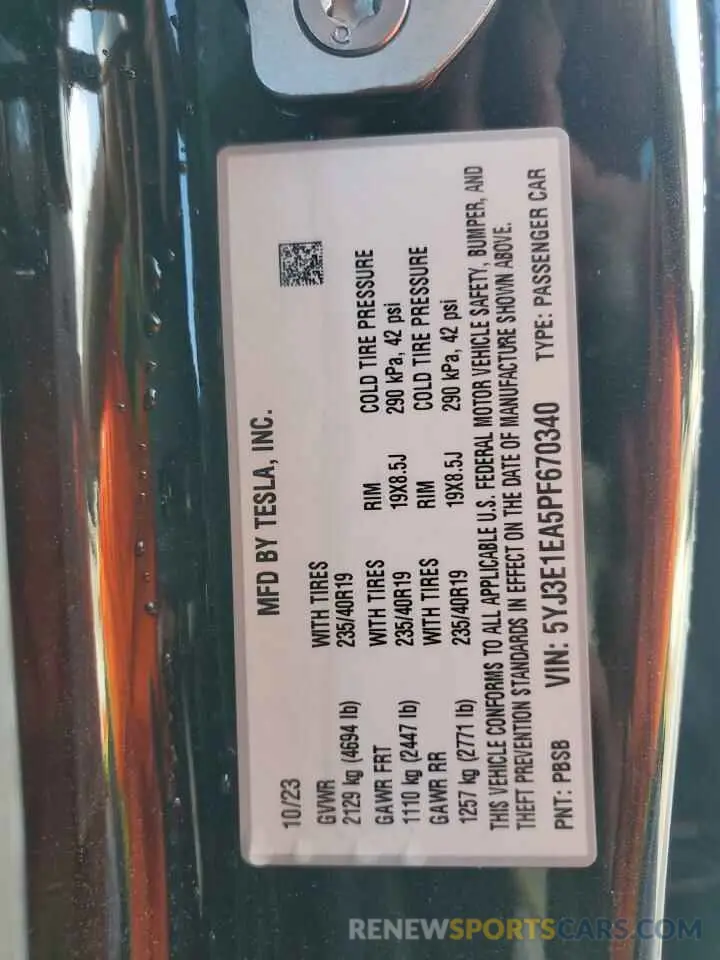 C
MFD BY TESLA, INC.
10/23
GVWR WITH TIRES
2129 kg (4694 lb) 235/40R19
GAWR FRT WITH TIRES RIM COLD TIRE PRESSURE
1110 kg (2447 lb) 235/40R19 19X8.5J 290 kPa, 42 psi
GAWR RR WITH TIRES RIM COLD TIRE PRESSURE
1257 kg (2771 lb) 235/40R19 19X8.5J 290 kPa, 42 psi
THIS VEHICLE CONFORMS TO ALL APPLICABLE U.S. FEDERAL MOTOR VEHICLE SAFETY, BUMPER, AND
THEFT PREVENTION STANDARDS IN EFFECT ON THE DATE OF MANUFACTURE SHOWN ABOVE.
PNT: PBSB VIN: 5YJ3E1EA5PF670340 TYPE: PASSENGER CAR
RENEWSPORTSCARS.COM